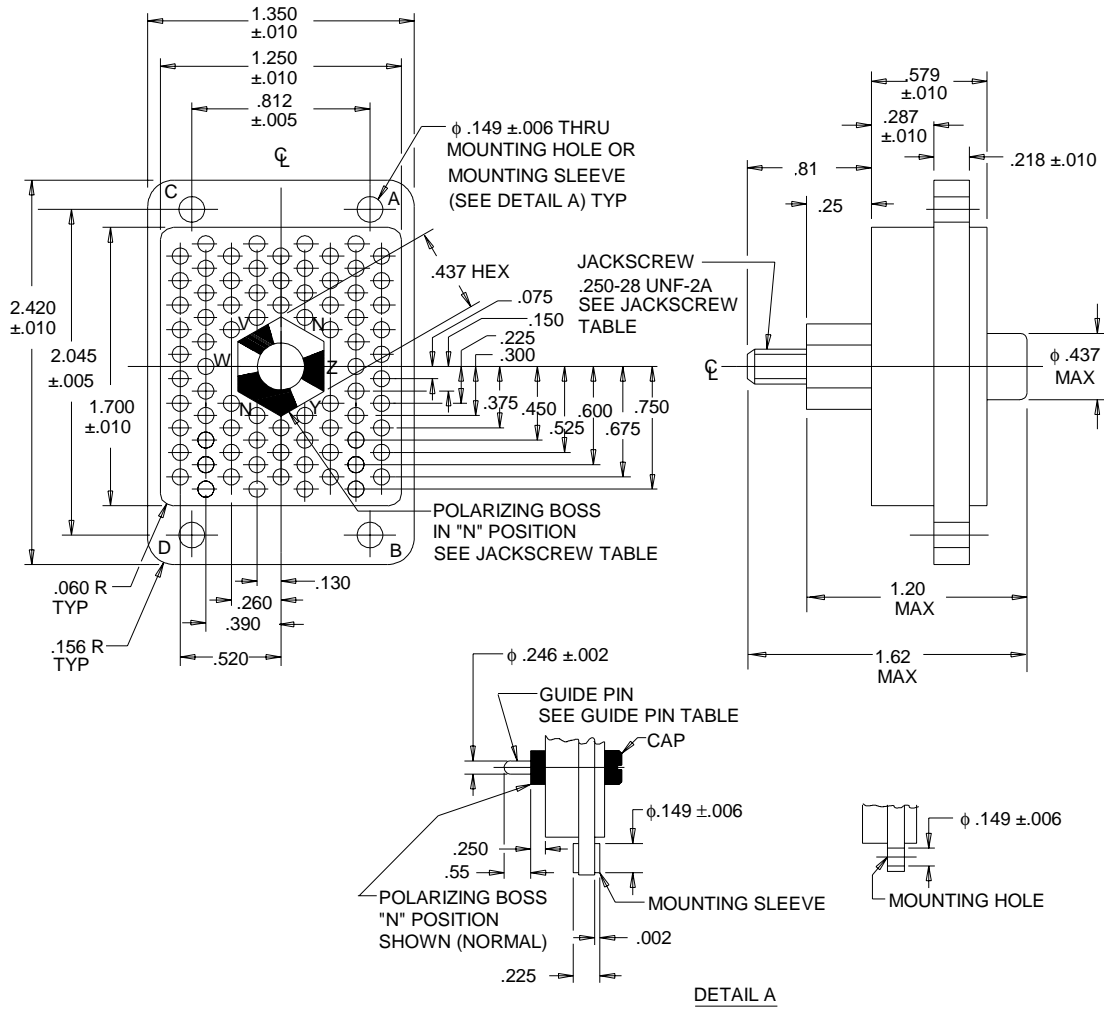 1.350
±.010
1.250
±.010
.812
±.005
ϕ .149 ±.006 THRU
MOUNTING HOLE OR
MOUNTING SLEEVE
(SEE DETAIL A) TYP
℄
C
A
.437 HEX
.075
.150
.225
.300
.375
.450
.525
.600
.675
.750
2.420
±.010
2.045
±.005
1.700
±.010
V
N
W
Z
N
Y
D
B
POLARIZING BOSS
IN "N" POSITION
SEE JACKSCREW TABLE
.060 R
TYP
.156 R
TYP
.130
.260
.390
.520
.579
±.010
.287
±.010
.218 ±.010
.81
.25
JACKSCREW
.250-28 UNF-2A
SEE JACKSCREW
TABLE
℄
ϕ .437
MAX
1.20
MAX
1.62
MAX
ϕ .246 ±.002
GUIDE PIN
SEE GUIDE PIN TABLE
CAP
ϕ.149 ±.006
.250
.55
POLARIZING BOSS
"N" POSITION
SHOWN (NORMAL)
MOUNTING SLEEVE
.002
.225
ϕ .149 ±.006
MOUNTING HOLE
DETAIL A